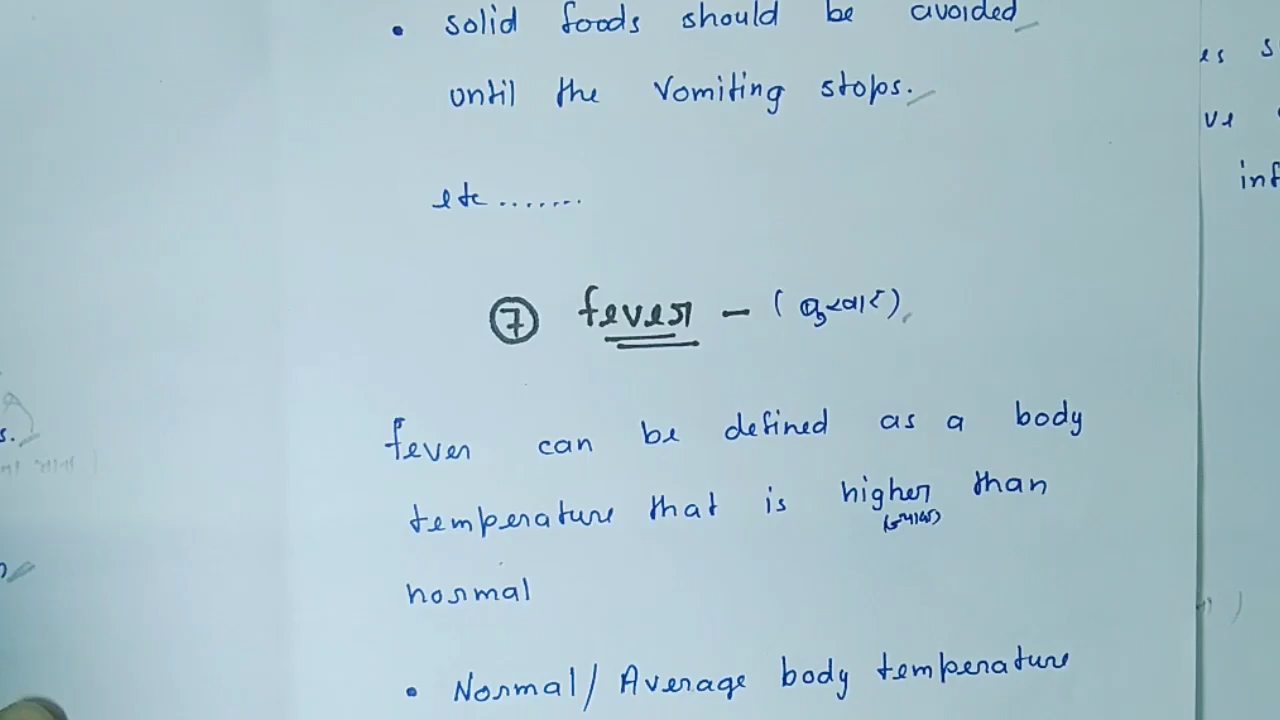 • solid foods should be avoided
until the vomiting stops.
etc.......
⑦ fever - (बुखार)
fever can be defined as a body
temperature that is higher than
(ज्यादा)
normal
• Normal/Average body temperature